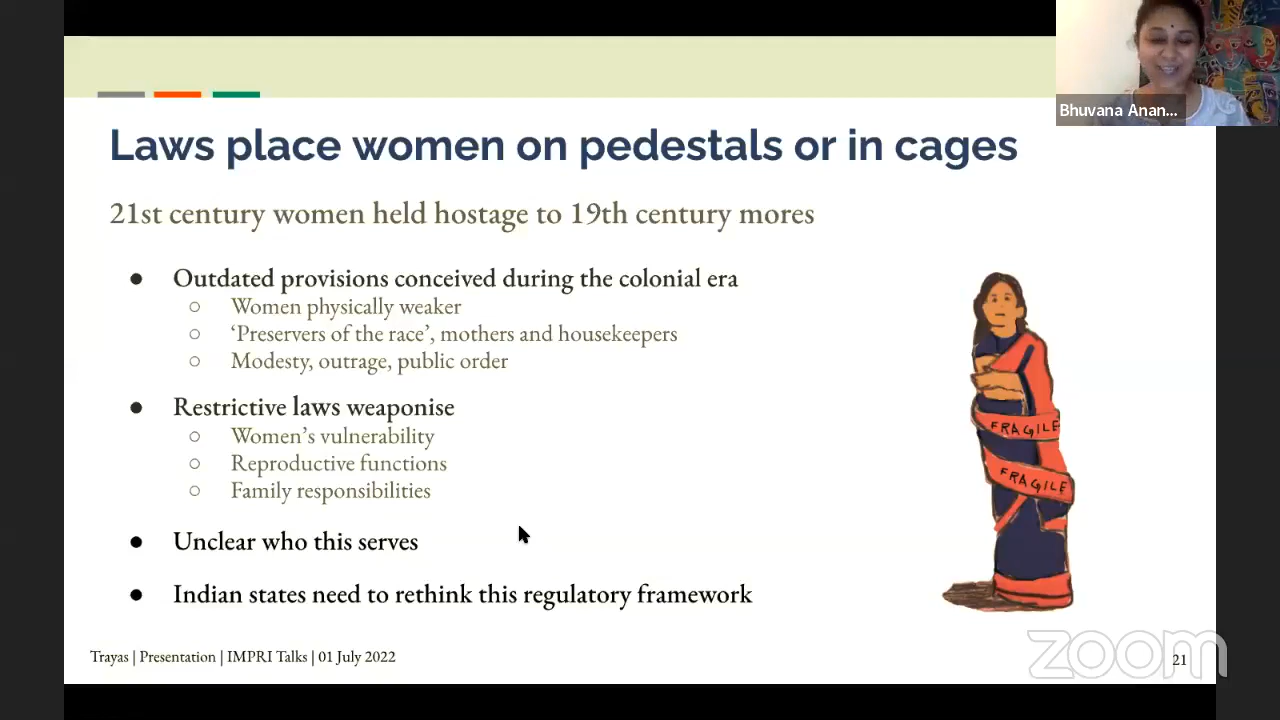 Bhuvana Anan...
Laws place women on pedestals or in cages
21st century women held hostage to 19th century mores
● Outdated provisions conceived during the colonial era
○ Women physically weaker
○ ‘Preservers of the race’, mothers and housekeepers
○ Modesty, outrage, public order
● Restrictive laws weaponise
○ Women’s vulnerability
○ Reproductive functions
○ Family responsibilities
● Unclear who this serves
● Indian states need to rethink this regulatory framework
FRAGILE
FRAGILE
Trayas | Presentation | IMPRI Talks | 01 July 2022
zoom
21